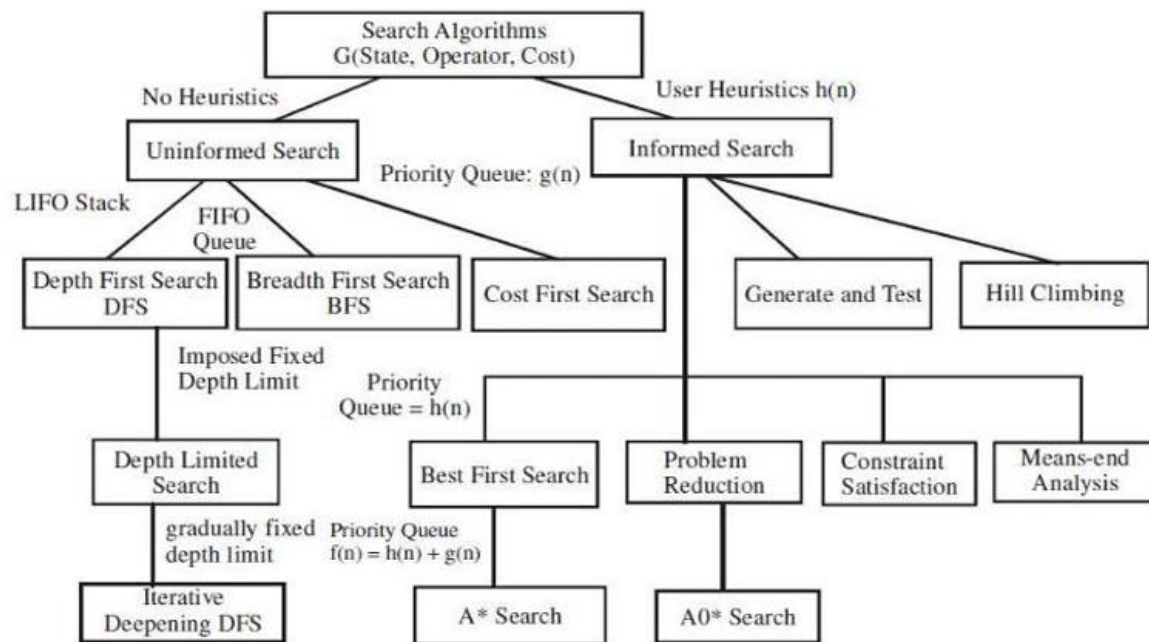 Search Algorithms
G(State, Operator, Cost)
No Heuristics
User Heuristics h(n)
Uninformed Search
Informed Search
Priority Queue: g(n)
LIFO Stack
FIFO
Queue
Depth First Search
DFS
Breadth First Search
BFS
Cost First Search
Generate and Test
Hill Climbing
Imposed Fixed
Depth Limit
Priority
Queue = h(n)
Depth Limited
Search
Best First Search
Problem
Reduction
Constraint
Satisfaction
Means-end
Analysis
gradually fixed
depth limit
Priority Queue
f(n) = h(n) + g(n)
Iterative
Deepening DFS
A* Search
A0* Search